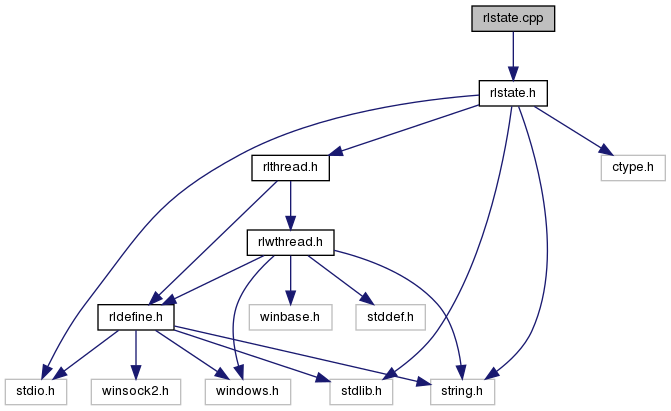 rlstate.cpp
rlstate.h
rlthread.h
ctype.h
rlwthread.h
rldefine.h
winbase.h
stddef.h
stdio.h
winsock2.h
windows.h
stdlib.h
string.h